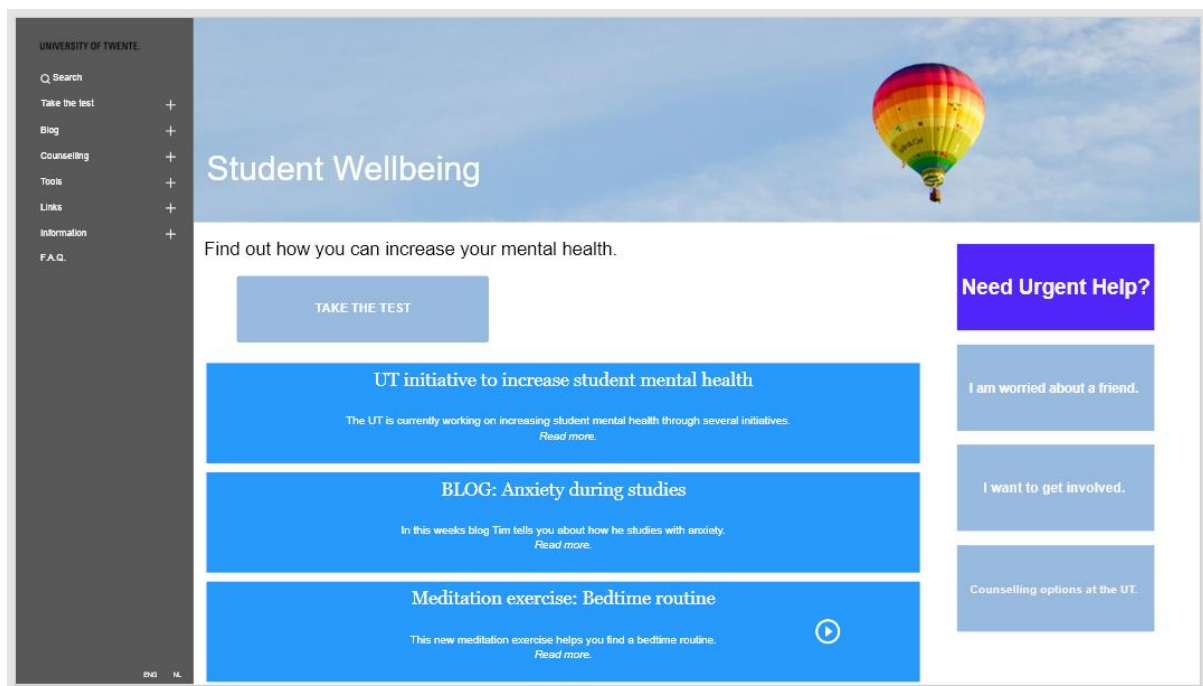 UNIVERSITY OF TWENTE.
Search
Take the test
Blog
Counselling
Tools
Links
Information
F.A.Q.
ENG NL
Student Wellbeing
Find out how you can increase your mental health.
TAKE THE TEST
UT initiative to increase student mental health
The UT is currently working on increasing student mental health through several initiatives.
Read more.
BLOG: Anxiety during studies
In this weeks blog Tim tells you about how he studies with anxiety.
Read more.
Meditation exercise: Bedtime routine
This new meditation exercise helps you find a bedtime routine.
Read more.
Need Urgent Help?
I am worried about a friend.
I want to get involved.
Counselling options at the UT.